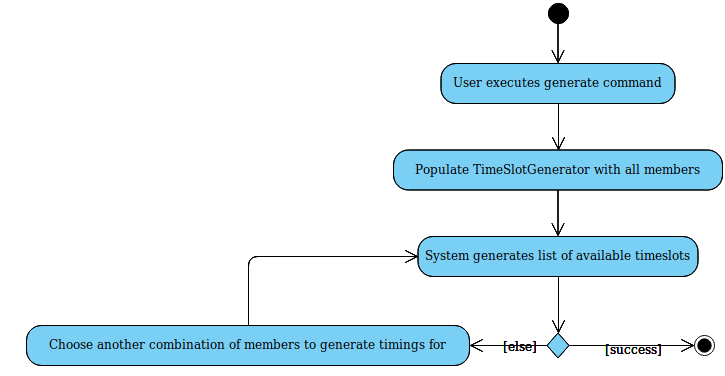 User executes generate command
Populate TimeSlotGenerator with all members
System generates list of available timeslots
Choose another combination of members to generate timings for
[else]
[success]